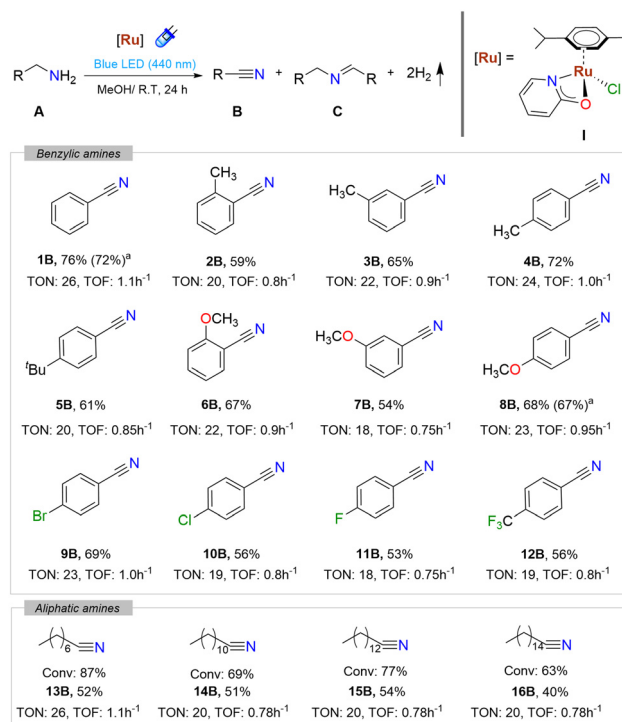 [Ru]
Blue LED (440 nm)
MeOH/ R.T, 24 h
R NH2
R N
R N R
+ + 2H2
A B C
[Ru] =
Ru
N
O
Cl
I
Benzylic amines
N
CH3 N
CH3 N
N
CH3
1B, 76% (72%)a
2B, 59%
3B, 65%
4B, 72%
TON: 26, TOF: 1.1h-1
TON: 20, TOF: 0.8h-1
TON: 22, TOF: 0.9h-1
TON: 24, TOF: 1.0h-1
N
tBu
O CH3 N
H3C O N
N
H3CO
5B, 61%
6B, 67%
7B, 54%
8B, 68% (67%)a
TON: 20, TOF: 0.85h-1
TON: 22, TOF: 0.9h-1
TON: 18, TOF: 0.75h-1
TON: 23, TOF: 0.95h-1
N
Br
N
Cl
N
F
N
F3C
9B, 69%
10B, 56%
11B, 53%
12B, 56%
TON: 23, TOF: 1.0h-1
TON: 19, TOF: 0.8h-1
TON: 18, TOF: 0.75h-1
TON: 19, TOF: 0.8h-1
Aliphatic amines
( )6 N
( )10 N
( )12 N
( )14 N
Conv: 87%
Conv: 69%
Conv: 77%
Conv: 63%
13B, 52%
14B, 51%
15B, 54%
16B, 40%
TON: 26, TOF: 1.1h-1
TON: 20, TOF: 0.78h-1
TON: 20, TOF: 0.78h-1
TON: 20, TOF: 0.78h-1